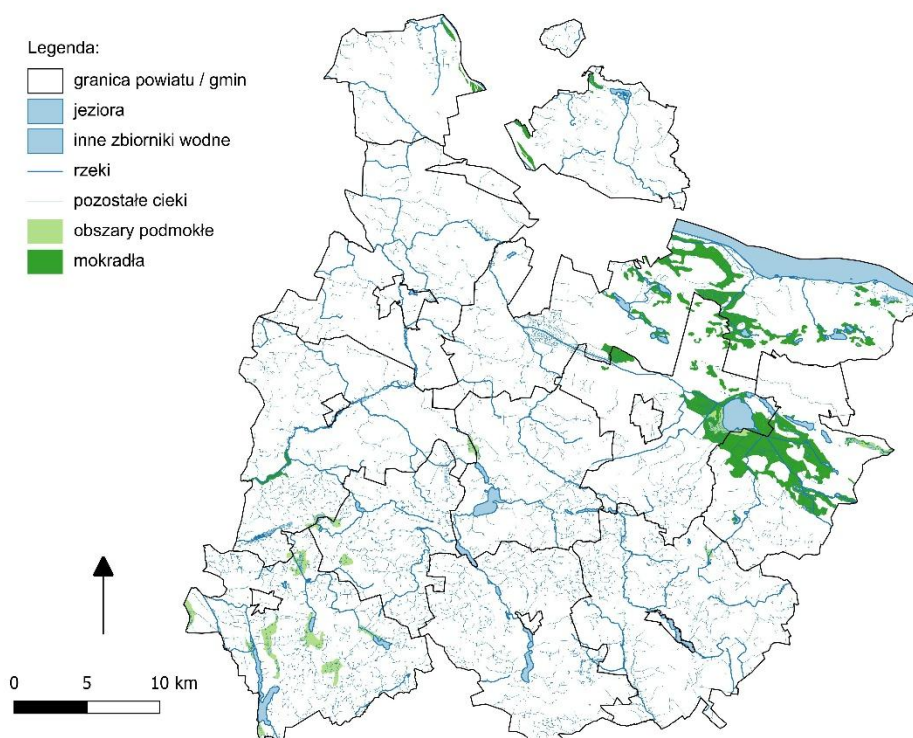 Legenda:
granica powiatu / gmin
jeziora
inne zbiorniki wodne
rzeki
pozostałe cieki
obszary podmokłe
mokradła
0 5 10 km